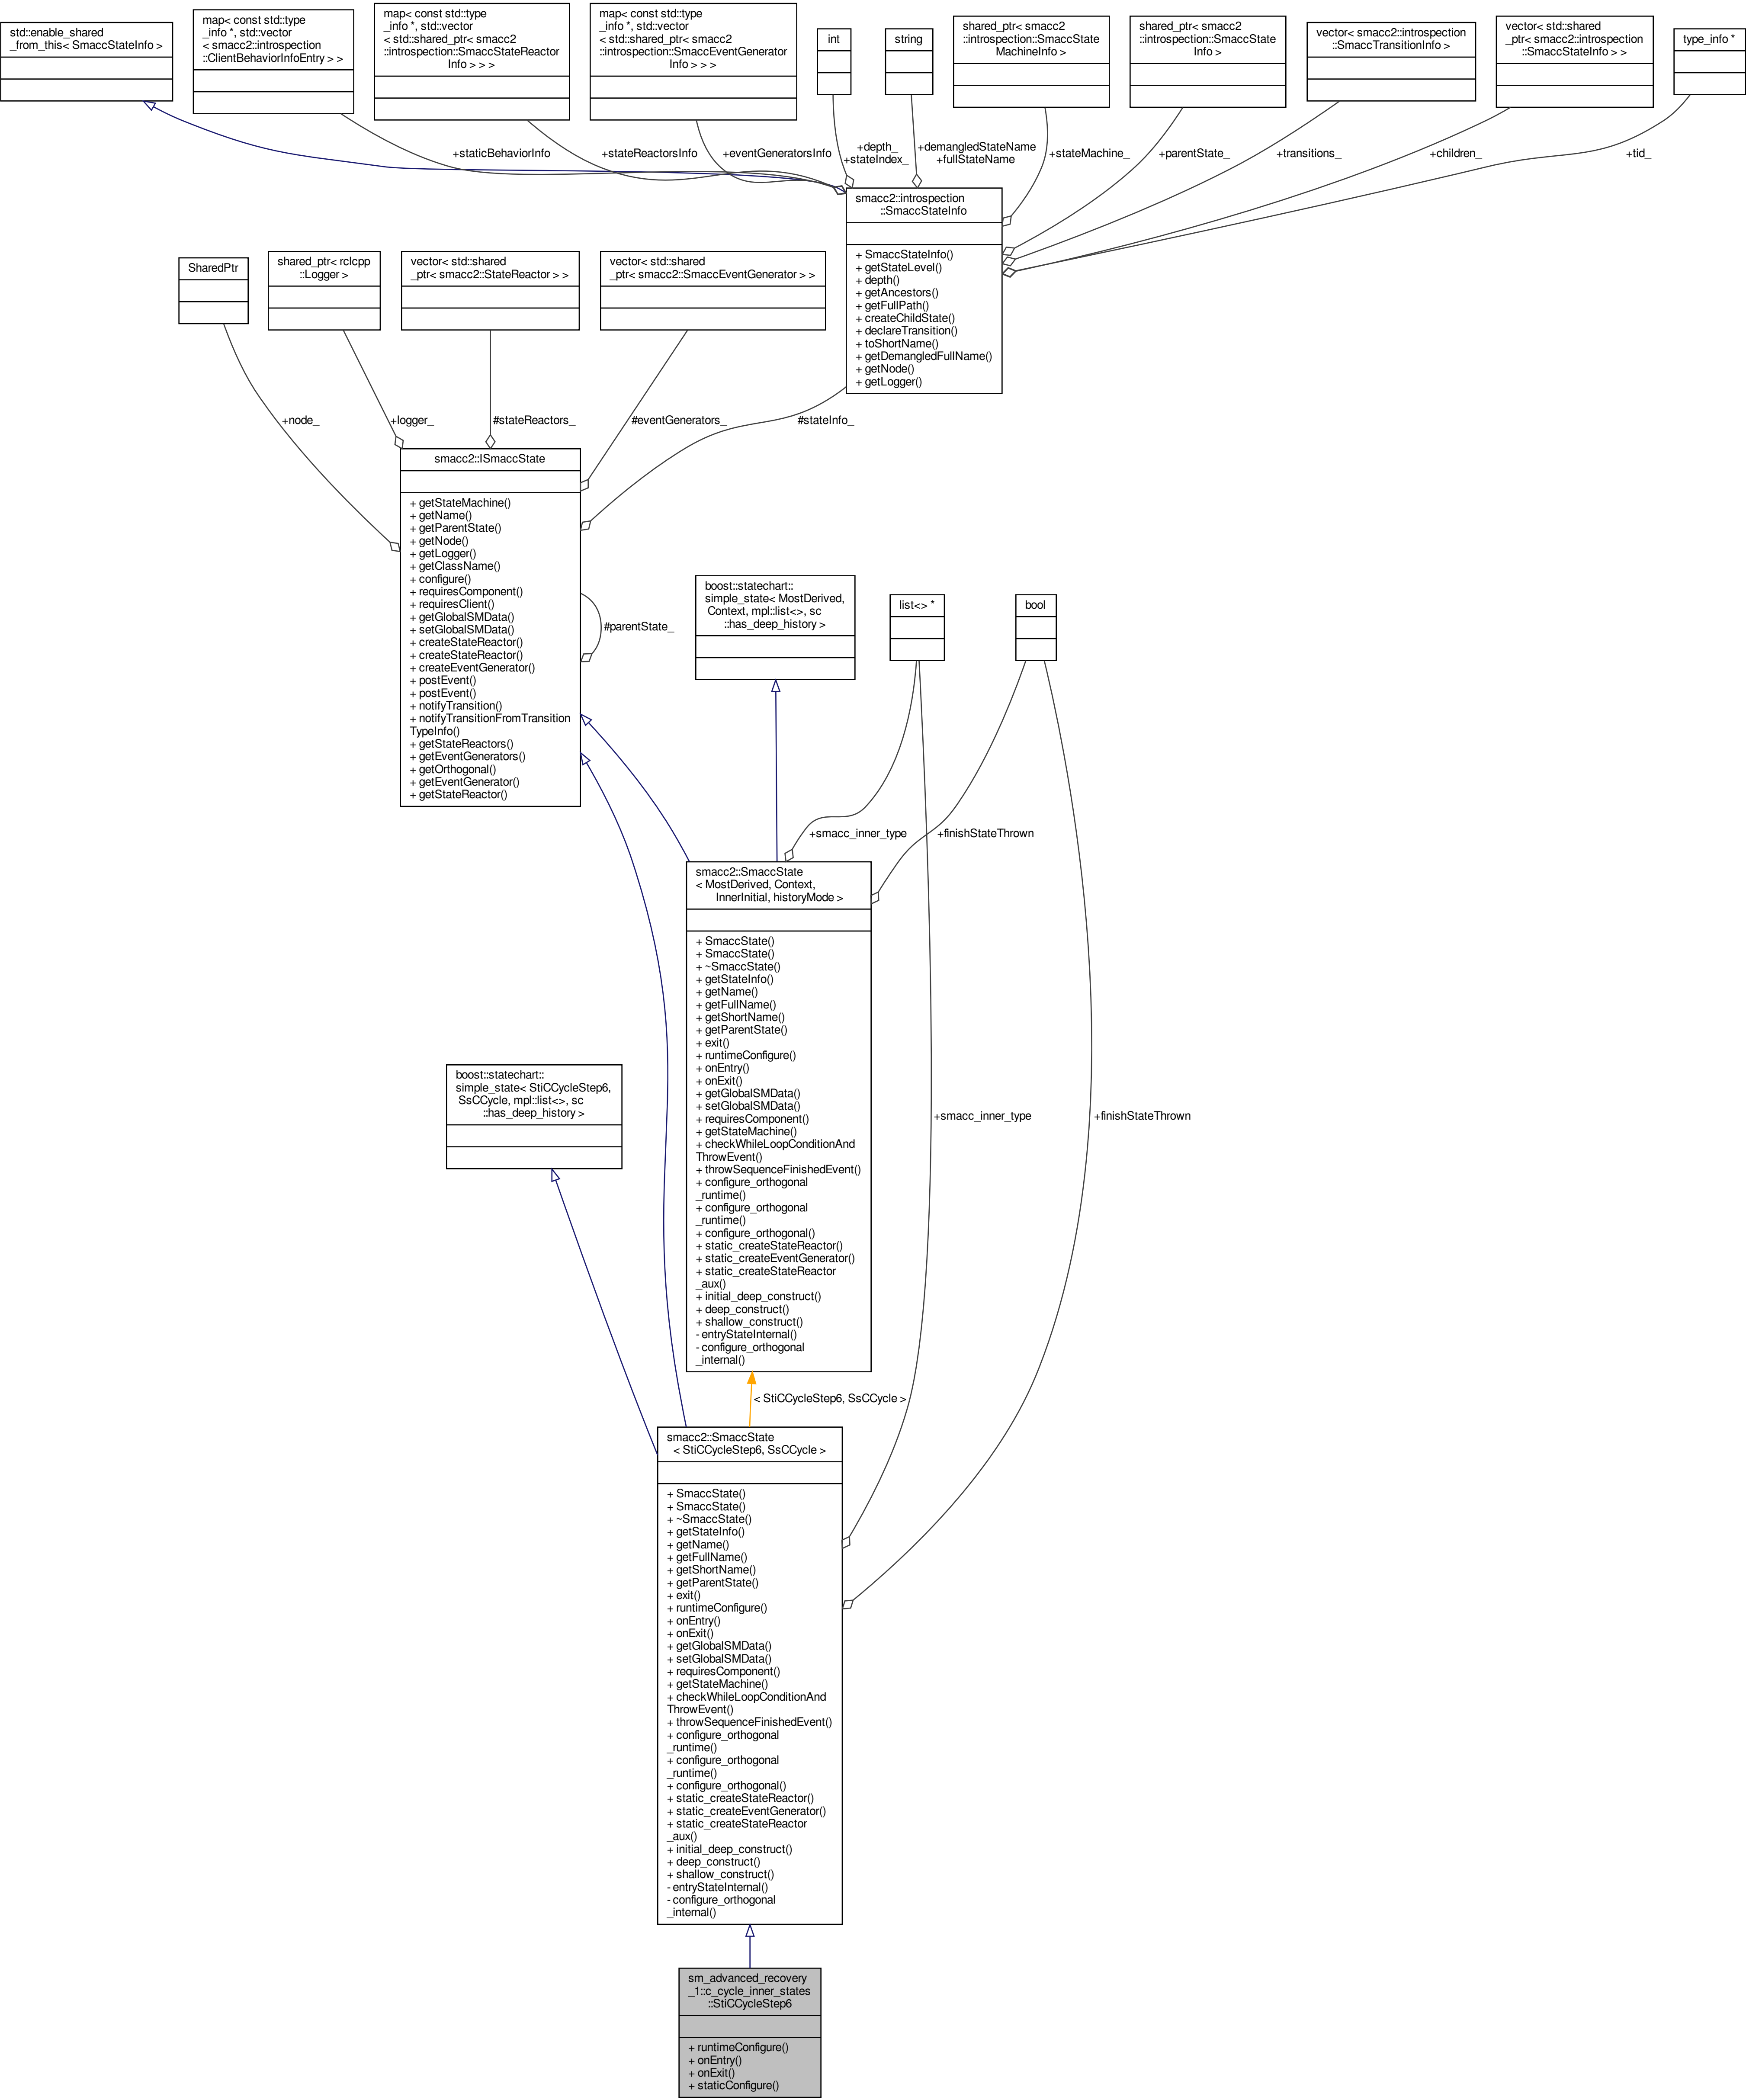 std::enable_shared
_from_this< SmaccStateInfo >
map< const std::type
_info *, std::vector
< smacc2::introspection
::ClientBehaviorInfoEntry > >
map< const std::type
_info *, std::vector
< std::shared_ptr< smacc2
::introspection::SmaccStateReactor
Info > > >
map< const std::type
_info *, std::vector
< std::shared_ptr< smacc2
::introspection::SmaccEventGenerator
Info > > >
int
string
shared_ptr< smacc2
::introspection::SmaccState
MachineInfo >
shared_ptr< smacc2
::introspection::SmaccState
Info >
vector< smacc2::introspection
::SmaccTransitionInfo >
vector< std::shared
_ptr< smacc2::introspection
::SmaccStateInfo > >
type_info *
+staticBehaviorInfo
+stateReactorsInfo
+eventGeneratorsInfo
+depth_
+stateIndex_
+demangledStateName
+fullStateName
+stateMachine_
+parentState_
+transitions_
+children_
+tid_
smacc2::introspection
::SmaccStateInfo
+ SmaccStateInfo()
+ getStateLevel()
+ depth()
+ getAncestors()
+ getFullPath()
+ createChildState()
+ declareTransition()
+ toShortName()
+ getDemangledFullName()
+ getNode()
+ getLogger()
SharedPtr
shared_ptr< rclcpp
::Logger >
vector< std::shared
_ptr< smacc2::StateReactor > >
vector< std::shared
_ptr< smacc2::SmaccEventGenerator > >
+node_
+logger_
#stateReactors_
#eventGenerators_
#stateInfo_
smacc2::ISmaccState
+ getStateMachine()
+ getName()
+ getParentState()
+ getNode()
+ getLogger()
+ getClassName()
+ configure()
+ requiresComponent()
+ requiresClient()
+ getGlobalSMData()
+ setGlobalSMData()
+ createStateReactor()
+ createStateReactor()
+ createEventGenerator()
+ postEvent()
+ postEvent()
+ notifyTransition()
+ notifyTransitionFromTransition
TypeInfo()
+ getStateReactors()
+ getEventGenerators()
+ getOrthogonal()
+ getEventGenerator()
+ getStateReactor()
#parentState_
boost::statechart::
simple_state< MostDerived,
Context, mpl::list<>, sc
::has_deep_history >
list<> *
bool
+smacc_inner_type
+finishStateThrown
smacc2::SmaccState
< MostDerived, Context,
InnerInitial, historyMode >
+ SmaccState()
+ SmaccState()
+ ~SmaccState()
+ getStateInfo()
+ getName()
+ getFullName()
+ getShortName()
+ getParentState()
+ exit()
+ runtimeConfigure()
+ onEntry()
+ onExit()
+ getGlobalSMData()
+ setGlobalSMData()
+ requiresComponent()
+ getStateMachine()
+ checkWhileLoopConditionAnd
ThrowEvent()
+ throwSequenceFinishedEvent()
+ configure_orthogonal
_runtime()
+ configure_orthogonal
_runtime()
+ configure_orthogonal()
+ static_createStateReactor()
+ static_createEventGenerator()
+ static_createStateReactor
_aux()
+ initial_deep_construct()
+ deep_construct()
+ shallow_construct()
- entryStateInternal()
- configure_orthogonal
_internal()
boost::statechart::
simple_state< StiCCycleStep6,
SsCCycle, mpl::list<>, sc
::has_deep_history >
+smacc_inner_type
+finishStateThrown
< StiCCycleStep6, SsCCycle >
smacc2::SmaccState
< StiCCycleStep6, SsCCycle >
+ SmaccState()
+ SmaccState()
+ ~SmaccState()
+ getStateInfo()
+ getName()
+ getFullName()
+ getShortName()
+ getParentState()
+ exit()
+ runtimeConfigure()
+ onEntry()
+ onExit()
+ getGlobalSMData()
+ setGlobalSMData()
+ requiresComponent()
+ getStateMachine()
+ checkWhileLoopConditionAnd
ThrowEvent()
+ throwSequenceFinishedEvent()
+ configure_orthogonal
_runtime()
+ configure_orthogonal
_runtime()
+ configure_orthogonal()
+ static_createStateReactor()
+ static_createEventGenerator()
+ static_createStateReactor
_aux()
+ initial_deep_construct()
+ deep_construct()
+ shallow_construct()
- entryStateInternal()
- configure_orthogonal
_internal()
sm_advanced_recovery
_1::c_cycle_inner_states
::StiCCycleStep6
+ runtimeConfigure()
+ onEntry()
+ onExit()
+ staticConfigure()